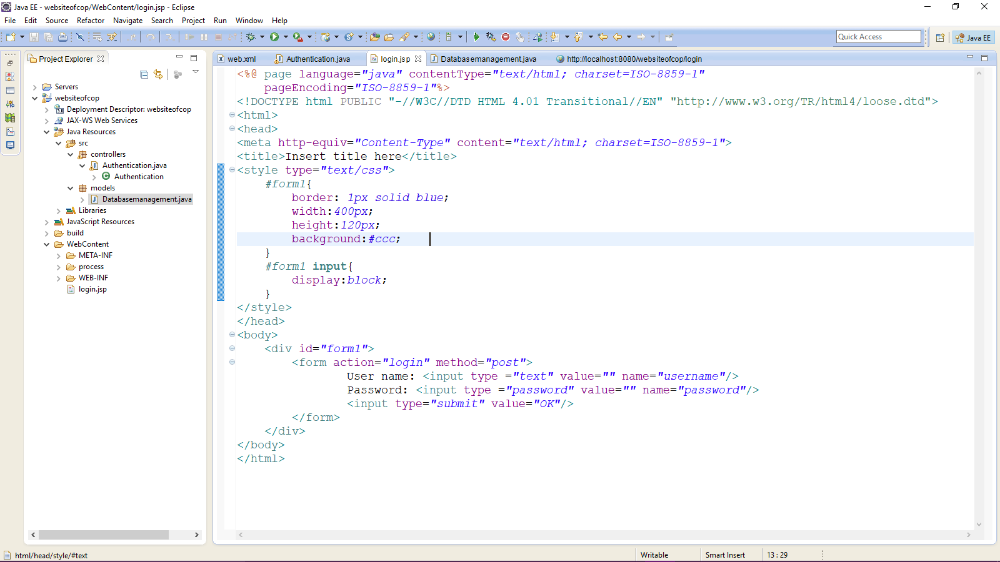 Java EE - websiteofcop/WebContent/login.jsp - Eclipse
File Edit Source Refactor Navigate Search Project Run Window Help
Quick Access
Java EE
Project Explorer
Servers
websiteofcop
Deployment Descriptor: websiteofcop
JAX-WS Web Services
Java Resources
src
controllers
Authentication.java
Authentication
models
Databasemanagement.java
Libraries
JavaScript Resources
build
WebContent
META-INF
process
WEB-INF
login.jsp
web.xml Authentication.java login.jsp Databasemanagement.java http://localhost:8080/websiteofcop/login
<%@ page language="java" contentType="text/html; charset=ISO-8859-1"
pageEncoding="ISO-8859-1"%>
<!DOCTYPE html PUBLIC "-//W3C//DTD HTML 4.01 Transitional//EN" "http://www.w3.org/TR/html4/loose.dtd">
<html>
<head>
<meta http-equiv="Content-Type" content="text/html; charset=ISO-8859-1">
<title>Insert title here</title>
<style type="text/css">
#form1{
border: 1px solid blue;
width:400px;
height:120px;
background:#ccc;
}
#form1 input{
display:block;
}
</style>
</head>
<body>
<div id="form1">
<form action="login" method="post">
User name: <input type ="text" value="" name="username"/>
Password: <input type ="password" value="" name="password"/>
<input type="submit" value="OK"/>
</form>
</div>
</body>
</html>
html/head/style/#text
Writable
Smart Insert
13 : 29